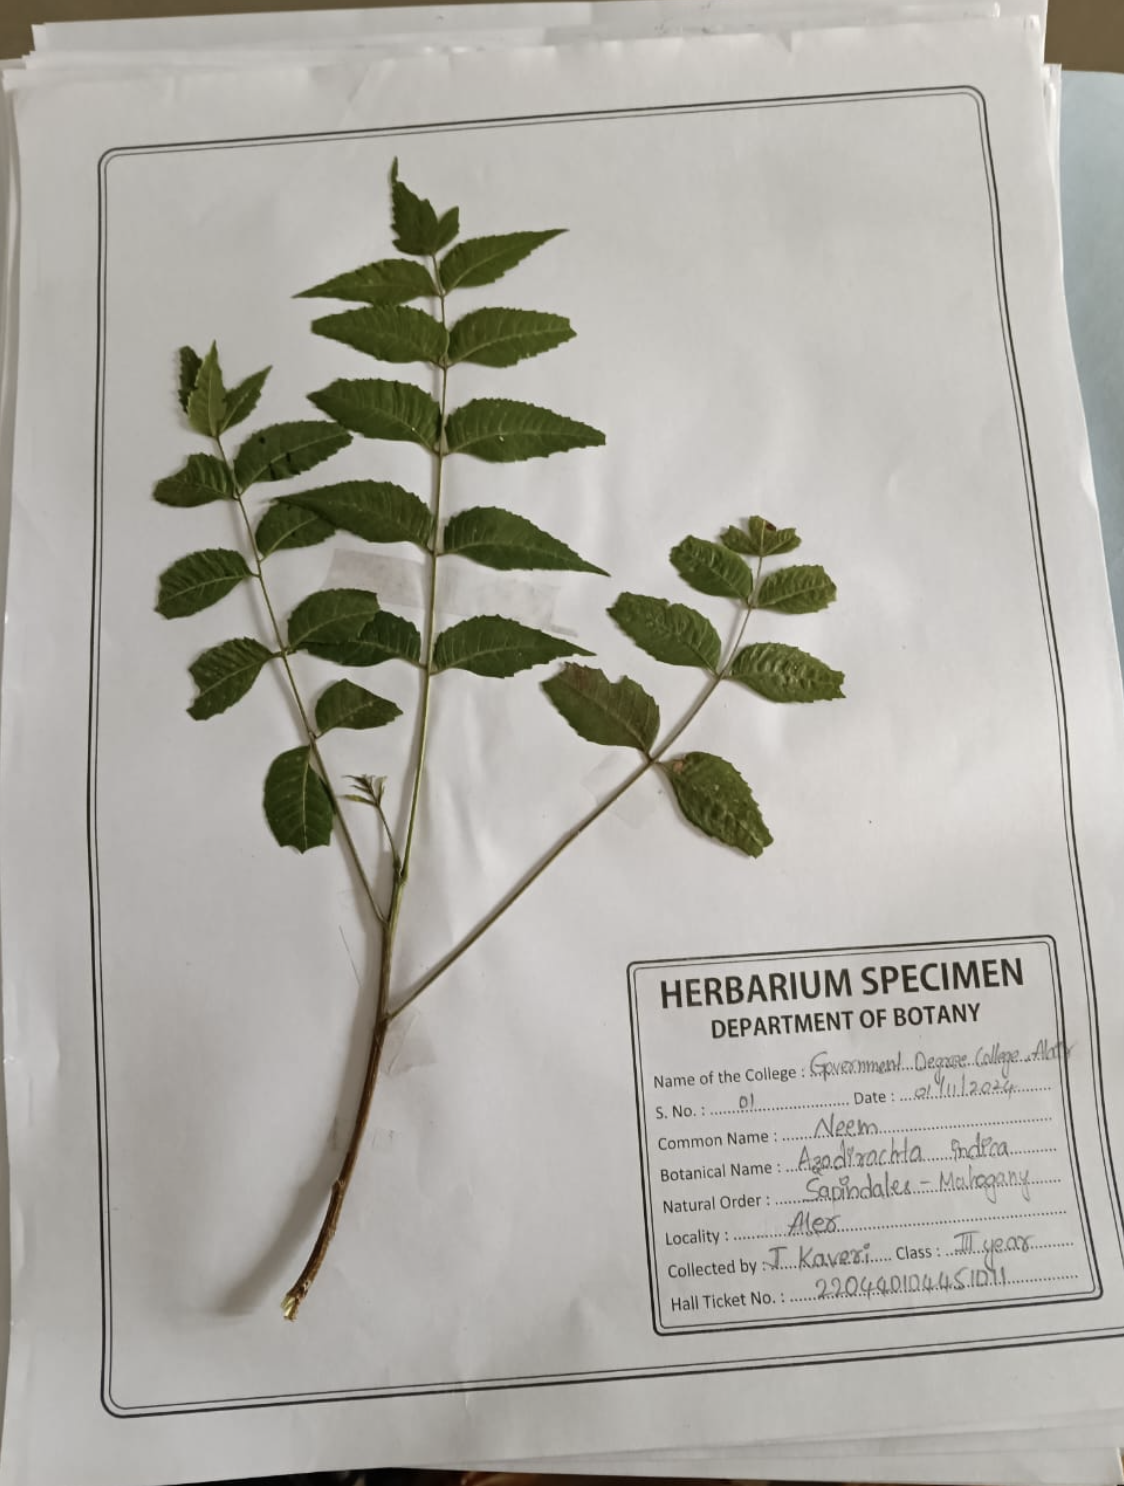 HERBARIUM SPECIMEN
DEPARTMENT OF BOTANY
Name of the College : Government Degree College Aler
S. No. : 01 Date : 01/11/2024
Common Name : Neem
Botanical Name : Azadirachta indica
Natural Order : Sapindales - Mahogany
Locality : Aler
Collected by : J. Kaveri Class : III year
Hall Ticket No. :